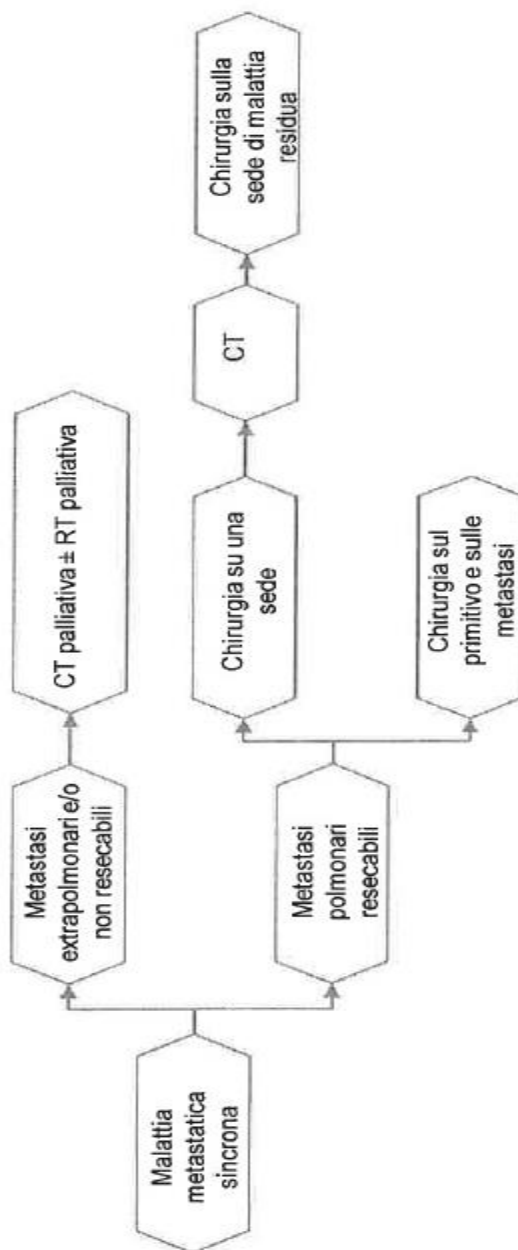 Malattia
metastatica
sincrona
Metastasi
extrapolmonari e/o
non resecabili
CT palliativa ± RT palliativa
Metastasi
polmonari
resecabili
Chirurgia su una
sede
CT
Chirurgia sulla
sede di malattia
residua
Chirurgia sul
primitivo e sulle
metastasi